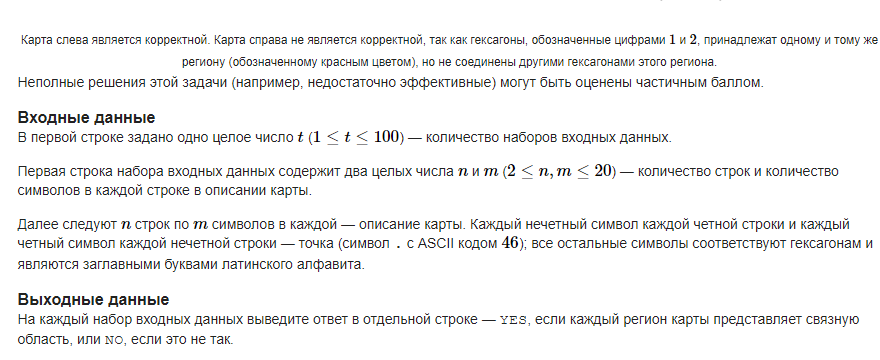 Карта слева является корректной. Карта справа не является корректной, так как гексагоны, обозначенные цифрами 1 и 2, принадлежат одному и тому же
региону (обозначенному красным цветом), но не соединены другими гексагонами этого региона.
Неполные решения этой задачи (например, недостаточно эффективные) могут быть оценены частичным баллом.
Входные данные
В первой строке задано одно целое число t (1 ≤ t ≤ 100) — количество наборов входных данных.
Первая строка набора входных данных содержит два целых числа n и m (2 ≤ n, m ≤ 20) — количество строк и количество
символов в каждой строке в описании карты.
Далее следуют n строк по m символов в каждой — описание карты. Каждый нечетный символ каждой четной строки и каждый
четный символ каждой нечетной строки — точка (символ . с ASCII кодом 46); все остальные символы соответствуют гексагонам и
являются заглавными буквами латинского алфавита.
Выходные данные
На каждый набор входных данных выведите ответ в отдельной строке — YES, если каждый регион карты представляет связную
область, или NO, если это не так.